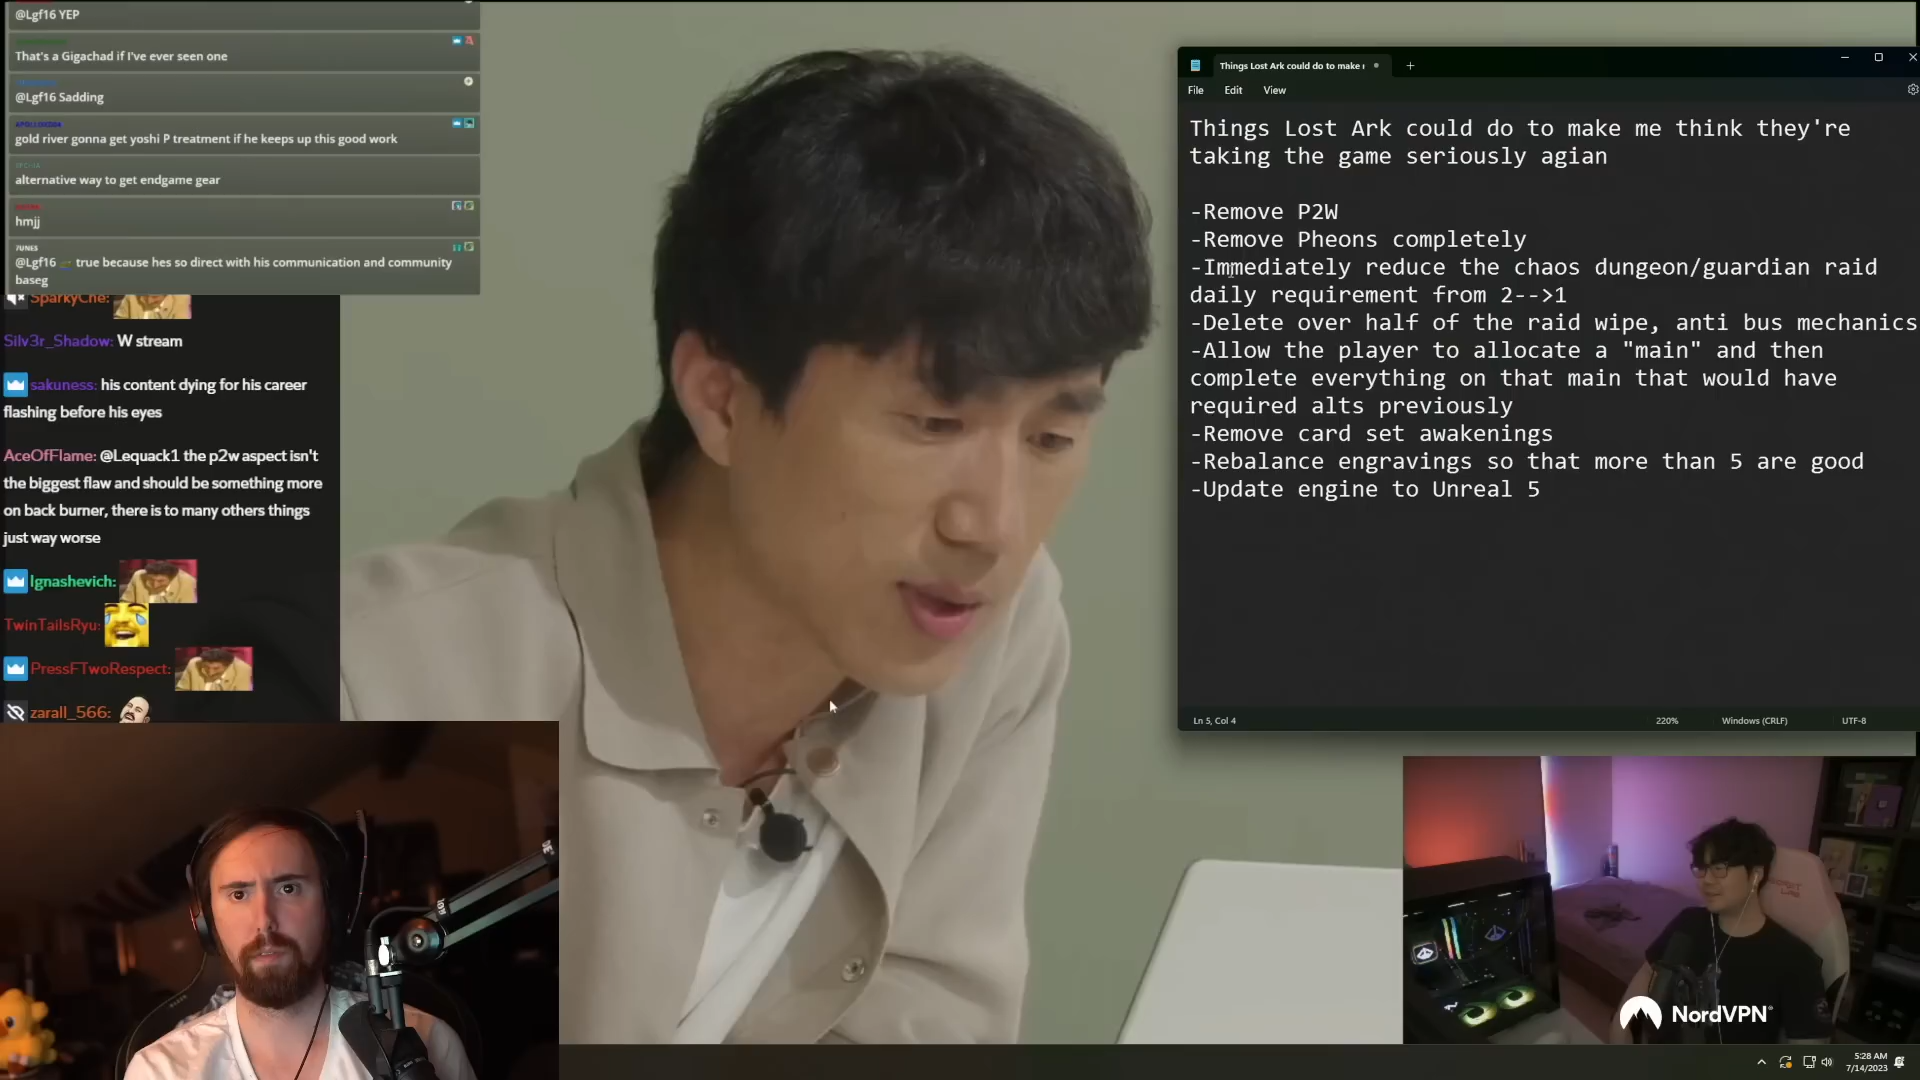 @Lgf16 YEP
That's a Gigachad if I've ever seen one
@Lgf16 Sadding
gold river gonna get yoshi P treatment if he keeps up this good work
alternative way to get endgame gear
hmjj
7UNES
@Lgf16 true because hes so direct with his communication and community
baseg
SparkyChe:
Silv3r_Shadow: W stream
sakuness: his content dying for his career
flashing before his eyes
AceOfFlame: @Lequack1 the p2w aspect isn't
the biggest flaw and should be something more
on back burner, there is to many others things
just way worse
Ignashevich:
TwinTailsRyu:
PressFTwoRespect:
zarall_566:
Things Lost Ark could do to make
File Edit View
Things Lost Ark could do to make me think they're
taking the game seriously agian
-Remove P2W
-Remove Pheons completely
-Immediately reduce the chaos dungeon/guardian raid
daily requirement from 2-->1
-Delete over half of the raid wipe, anti bus mechanics
-Allow the player to allocate a "main" and then
complete everything on that main that would have
required alts previously
-Remove card set awakenings
-Rebalance engravings so that more than 5 are good
-Update engine to Unreal 5
Ln 5, Col 4 220% Windows (CRLF) UTF-8
NordVPN®
5:28 AM
7/14/2023